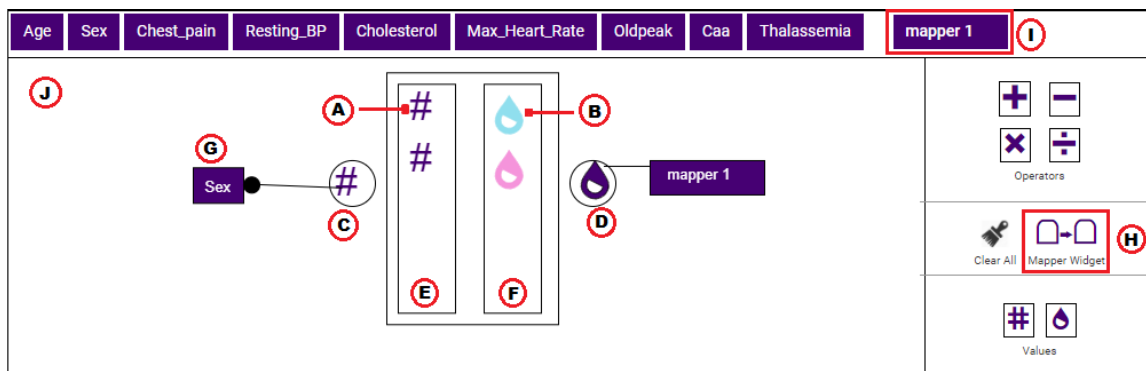 Age Sex Chest_pain Resting_BP Cholesterol Max_Heart_Rate Oldpeak Caa Thalassemia mapper 1 I
J
A # B
G #
Sex # mapper 1
C D
E F
Operators
H
Clear All Mapper Widget
#
Values